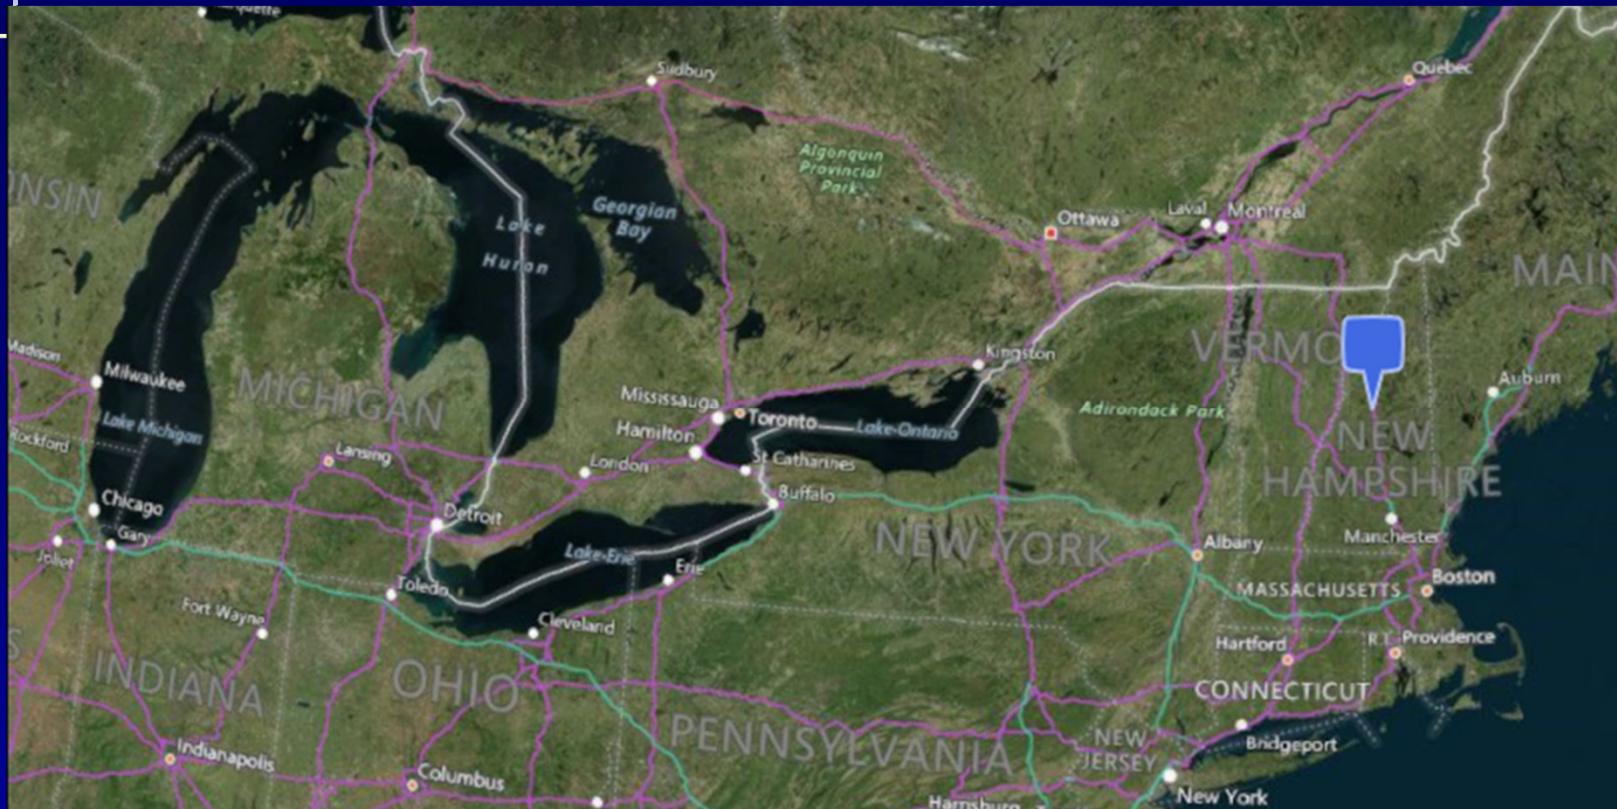 Sudbury
Quebec
Algonquin
Provincial
Park
Georgian
Bay
Lake
Huron
Ottawa
Laval
Montreal
Kingston
VERMO
Auburn
Milwaukee
MICHIGAN
Lake Michigan
Madison
Rockford
Lansing
Mississauga
Toronto
Hamilton
Lake Ontario
Adirondack Park
London
St Catharines
NEW
HAMPSHIRE
Chicago
Detroit
Buffalo
Gary
Joliet
NEW YORK
Manchester
Albany
Lake Erie
Erie
Boston
MASSACHUSETTS
Toledo
Fort Wayne
Cleveland
Hartford
R.I.
Providence
INDIANA
OHIO
CONNECTICUT
PENNSYLVANIA
NEW
JERSEY
Bridgeport
Indianapolis
Columbus
New York